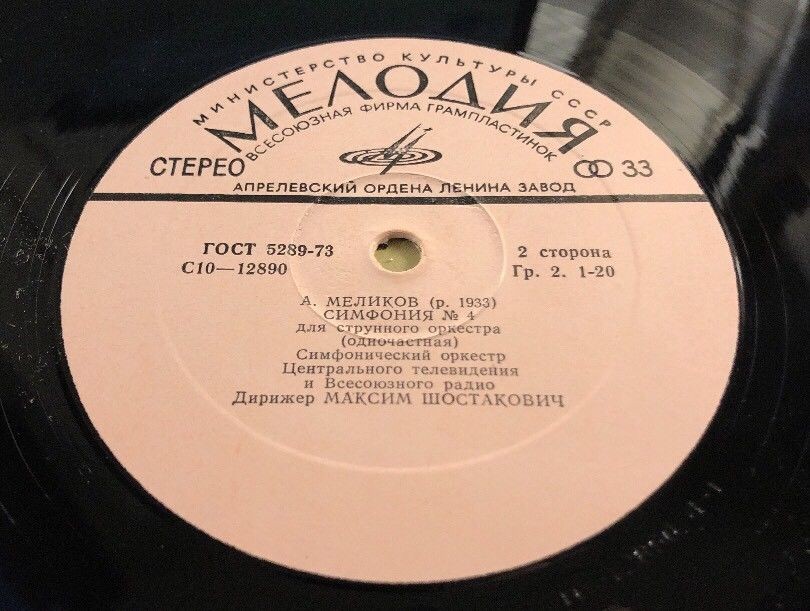 МИНИСТЕРСТВО КУЛЬТУРЫ СССР
МЕЛОДИЯ
ВСЕСОЮЗНАЯ ФИРМА ГРАМПЛАСТИНОК
СТЕРЕО
33
АПРЕЛЕВСКИЙ ОРДЕНА ЛЕНИНА ЗАВОД
ГОСТ 5289-73
С10—12890
2 сторона
Гр. 2. 1-20
А. МЕЛИКОВ (р. 1933)
СИМФОНИЯ № 4
для струнного оркестра
(одночастная)
Симфонический оркестр
Центрального телевидения
и Всесоюзного радио
Дирижер МАКСИМ ШОСТАКОВИЧ